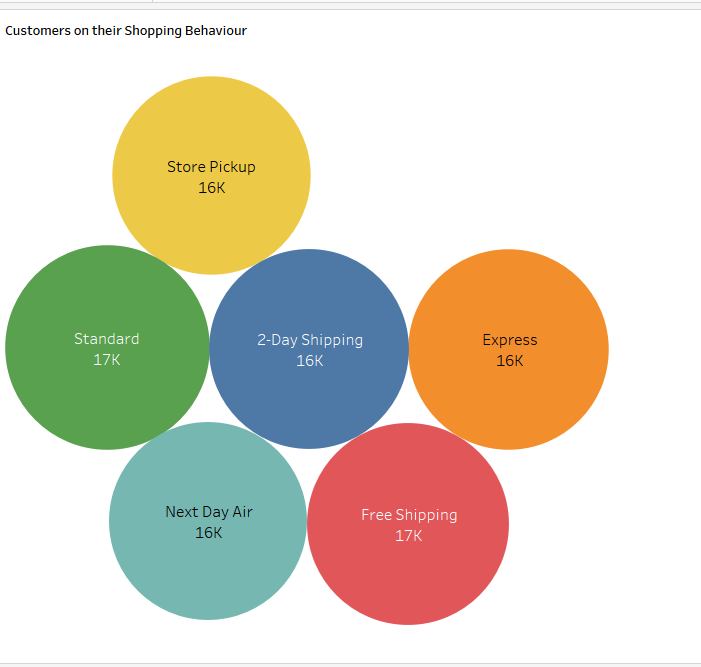 Customers on their Shopping Behaviour
Store Pickup
16K
Standard
17K
2-Day Shipping
16K
Express
16K
Next Day Air
16K
Free Shipping
17K